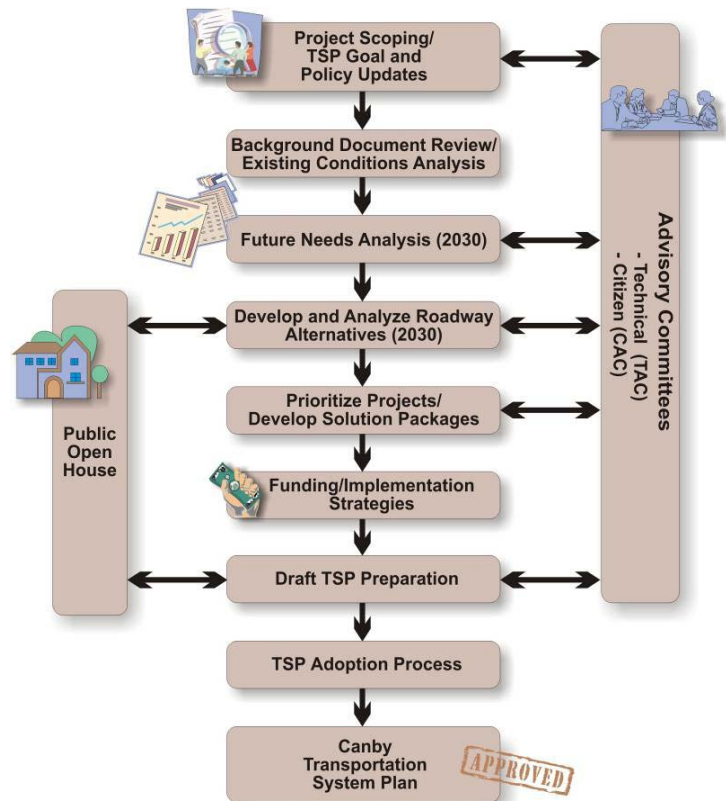 Project Scoping/
TSP Goal and
Policy Updates
Background Document Review/
Existing Conditions Analysis
Future Needs Analysis (2030)
Develop and Analyze Roadway
Alternatives (2030)
Prioritize Projects/
Develop Solution Packages
Funding/Implementation
Strategies
Draft TSP Preparation
TSP Adoption Process
Canby
Transportation
System Plan
APPROVED
Public
Open
House
Advisory Committees
- Technical (TAC)
- Citizen (CAC)